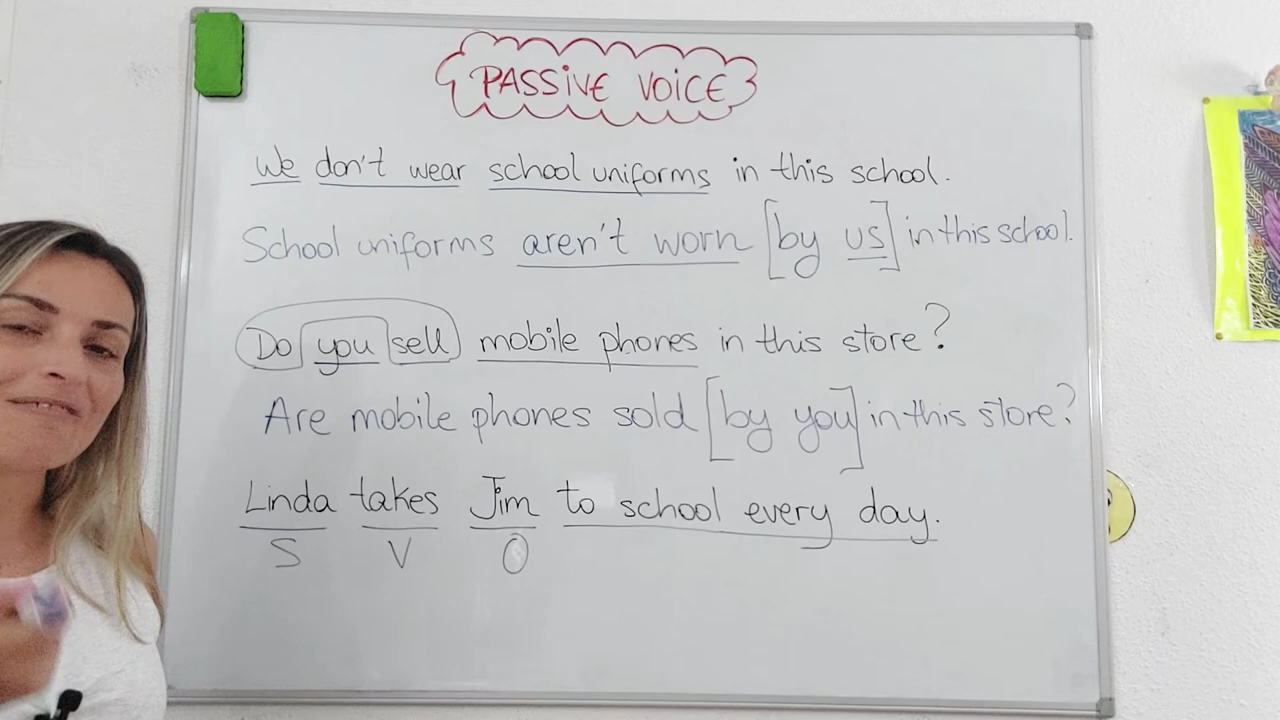 PASSIVE VOICE
We don't wear school uniforms in this school.
School uniforms aren't worn [by us] in this school.
Do you sell mobile phones in this store?
Are mobile phones sold [by you] in this store?
Linda takes Jim to school every day.
S V O